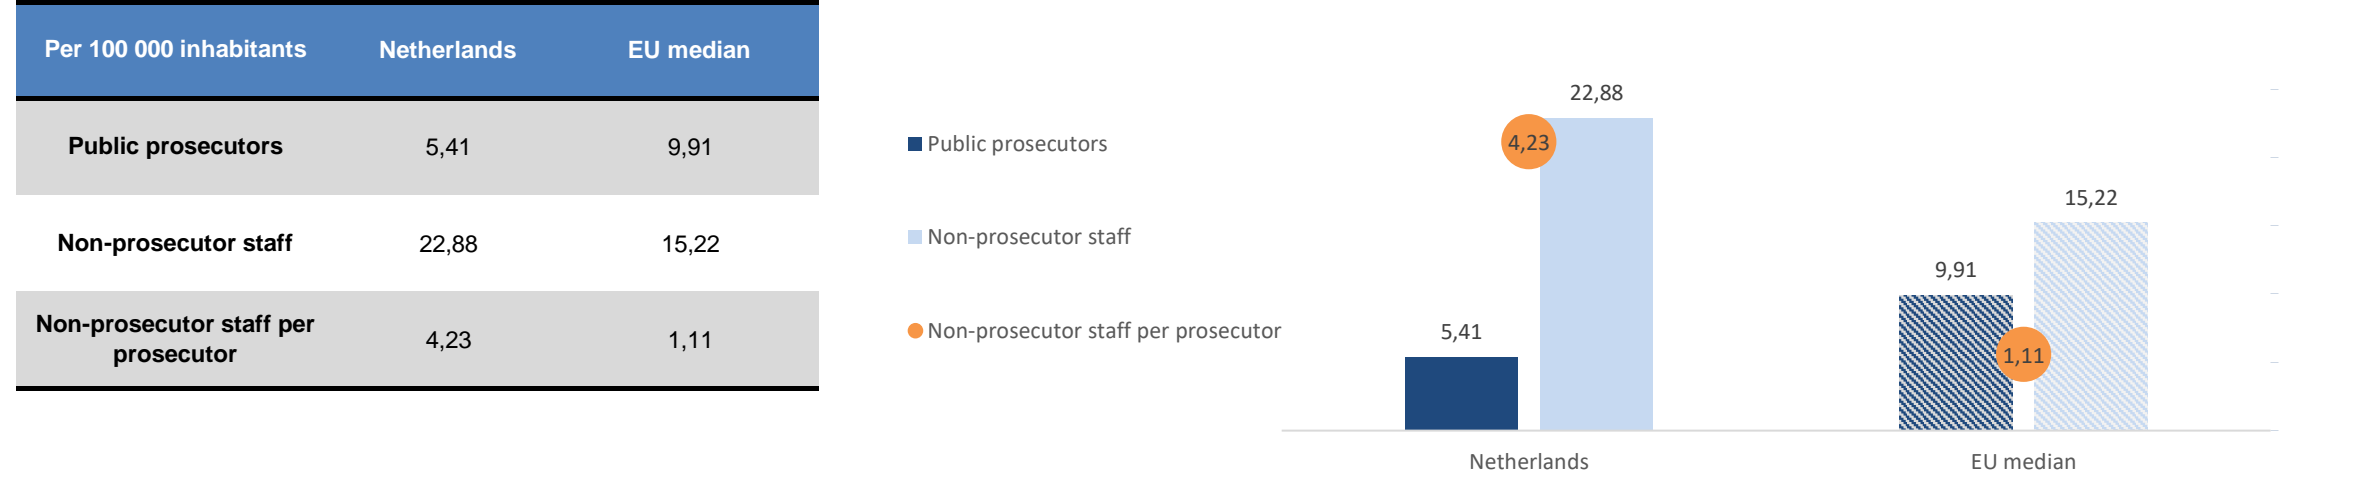 Per 100 000 inhabitants Netherlands EU median
Public prosecutors 5,41 9,91
Non-prosecutor staff 22,88 15,22
Non-prosecutor staff per
prosecutor 4,23 1,11
Public prosecutors
Non-prosecutor staff
Non-prosecutor staff per prosecutor
22,88
4,23
5,41
15,22
9,91
1,11
Netherlands EU median